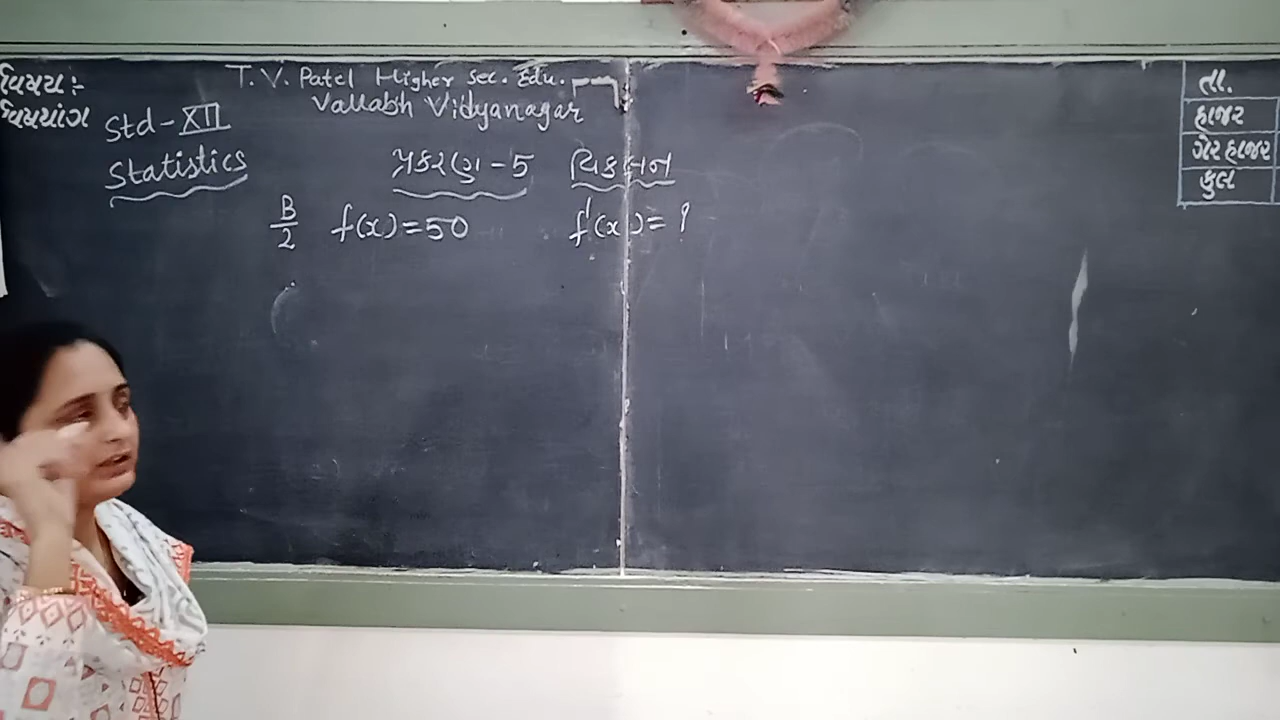 વિષય:-
વિષયાંગ
T. V. Patel Higher Sec. Edu.
Vallabh Vidyanagar
Std - XII
Statistics
પ્રકરણ - 5 વિકલન
B/2 f(x) = 50 f'(x) = ?
તા.
હાજર
ગેરહાજર
કુલ